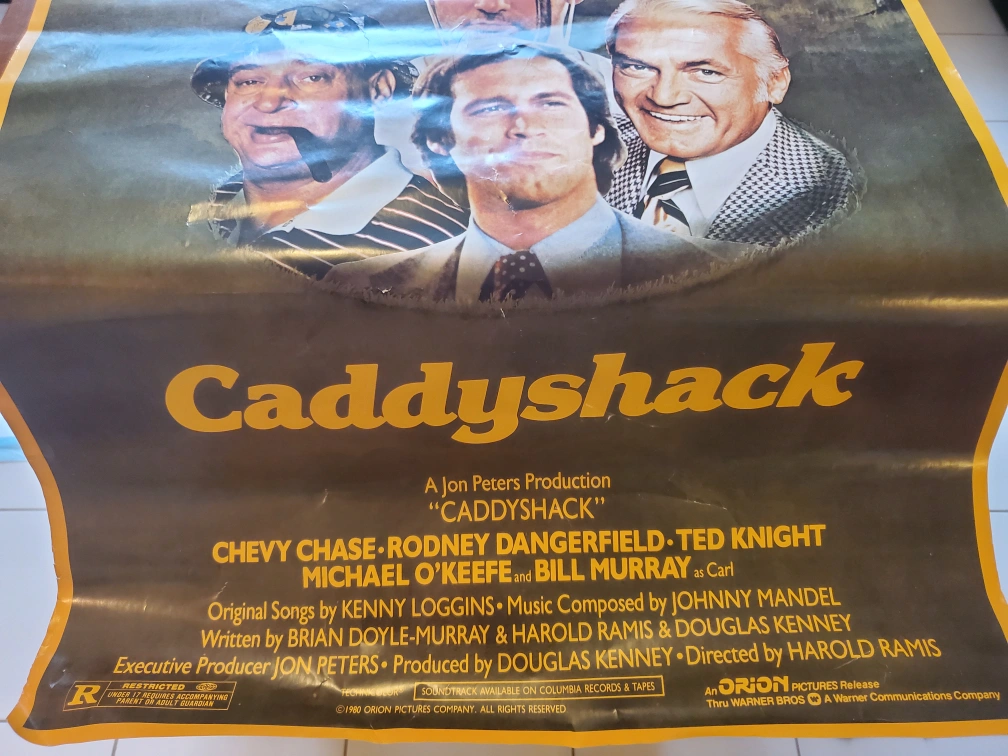 Caddyshack
A Jon Peters Production
"CADDYSHACK"
CHEVY CHASE • RODNEY DANGERFIELD • TED KNIGHT
MICHAEL O'KEEFE and BILL MURRAY as Carl
Original Songs by KENNY LOGGINS • Music Composed by JOHNNY MANDEL
Written by BRIAN DOYLE-MURRAY & HAROLD RAMIS & DOUGLAS KENNEY
Executive Producer JON PETERS • Produced by DOUGLAS KENNEY • Directed by HAROLD RAMIS
R RESTRICTED
UNDER 17 REQUIRES ACCOMPANYING
PARENT OR ADULT GUARDIAN
TECHNICOLOR®
SOUNDTRACK AVAILABLE ON COLUMBIA RECORDS & TAPES
©1980 ORION PICTURES COMPANY. ALL RIGHTS RESERVED
An ORION PICTURES Release
Thru WARNER BROS A Warner Communications Company